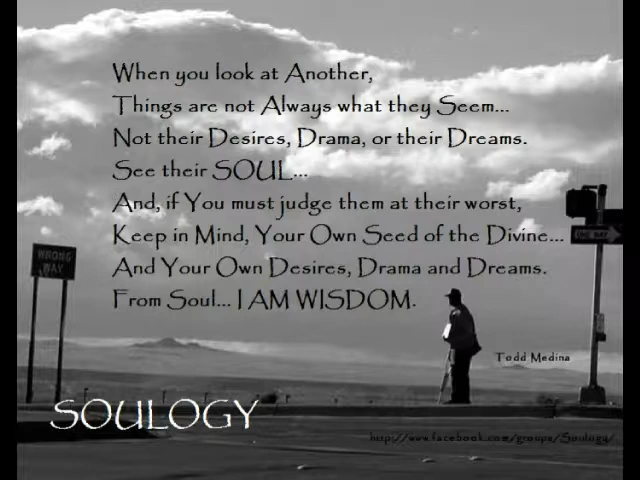 When you look at Another,
Things are not Always what they Seem...
Not their Desires, Drama, or their Dreams.
See their SOUL...
And, if You must judge them at their worst,
Keep in Mind, Your Own Seed of the Divine...
And Your Own Desires, Drama and Dreams.
From Soul... I AM WISDOM.
WRONG
WAY
ONE WAY
Todd Medina
SOULOGY
http://www.facebook.com/groups/Soulogy/